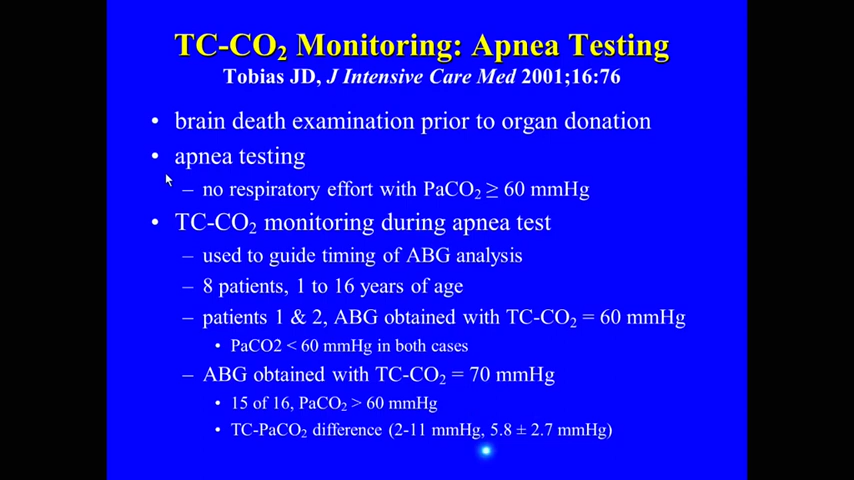 TC-CO₂ Monitoring: Apnea Testing
Tobias JD, J Intensive Care Med 2001;16:76
• brain death examination prior to organ donation
• apnea testing
– no respiratory effort with PaCO₂ ≥ 60 mmHg
• TC-CO₂ monitoring during apnea test
– used to guide timing of ABG analysis
– 8 patients, 1 to 16 years of age
– patients 1 & 2, ABG obtained with TC-CO₂ = 60 mmHg
• PaCO2 < 60 mmHg in both cases
– ABG obtained with TC-CO₂ = 70 mmHg
• 15 of 16, PaCO₂ > 60 mmHg
• TC-PaCO₂ difference (2-11 mmHg, 5.8 ± 2.7 mmHg)